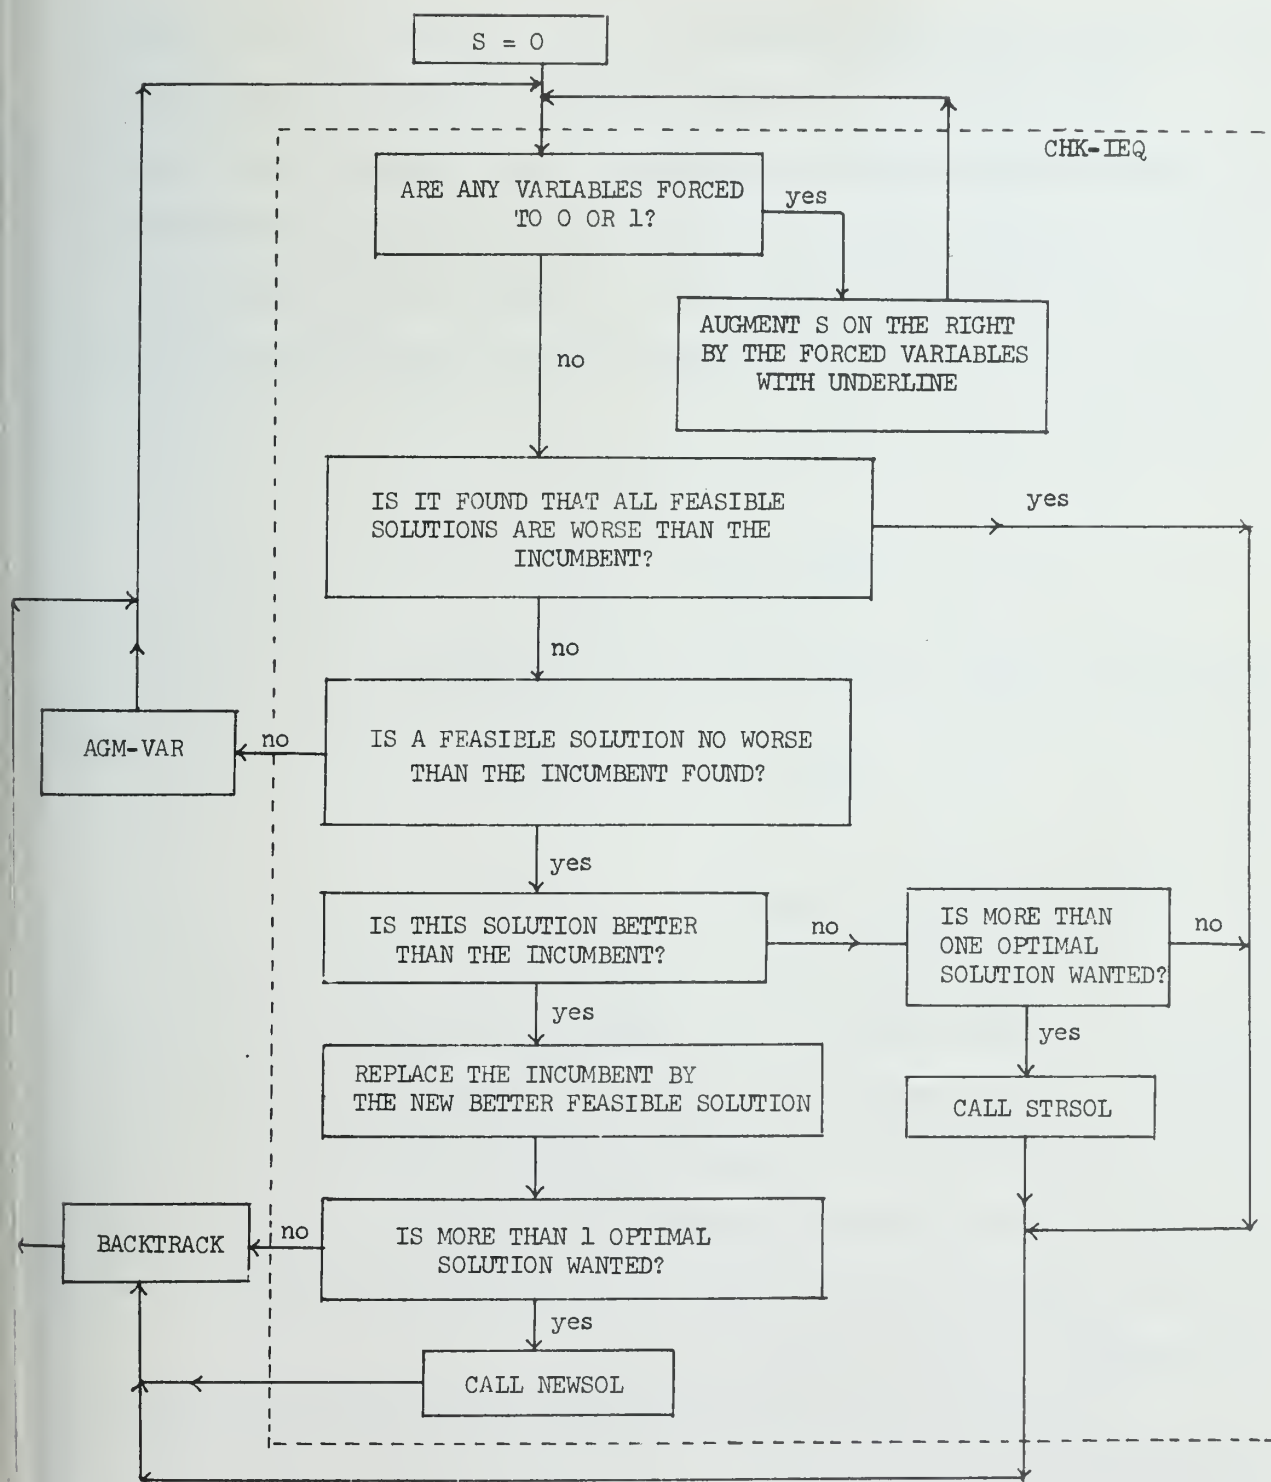 S = 0
CHK-IEQ
ARE ANY VARIABLES FORCED
TO 0 OR 1?
yes
AUGMENT S ON THE RIGHT
BY THE FORCED VARIABLES
WITH UNDERLINE
no
IS IT FOUND THAT ALL FEASIBLE
SOLUTIONS ARE WORSE THAN THE
INCUMBENT?
yes
no
AGM-VAR
no
IS A FEASIBLE SOLUTION NO WORSE
THAN THE INCUMBENT FOUND?
yes
IS THIS SOLUTION BETTER
THAN THE INCUMBENT?
no
IS MORE THAN
ONE OPTIMAL
SOLUTION WANTED?
no
yes
yes
REPLACE THE INCUMBENT BY
THE NEW BETTER FEASIBLE SOLUTION
CALL STRSOL
BACKTRACK
no
IS MORE THAN 1 OPTIMAL
SOLUTION WANTED?
yes
CALL NEWSOL